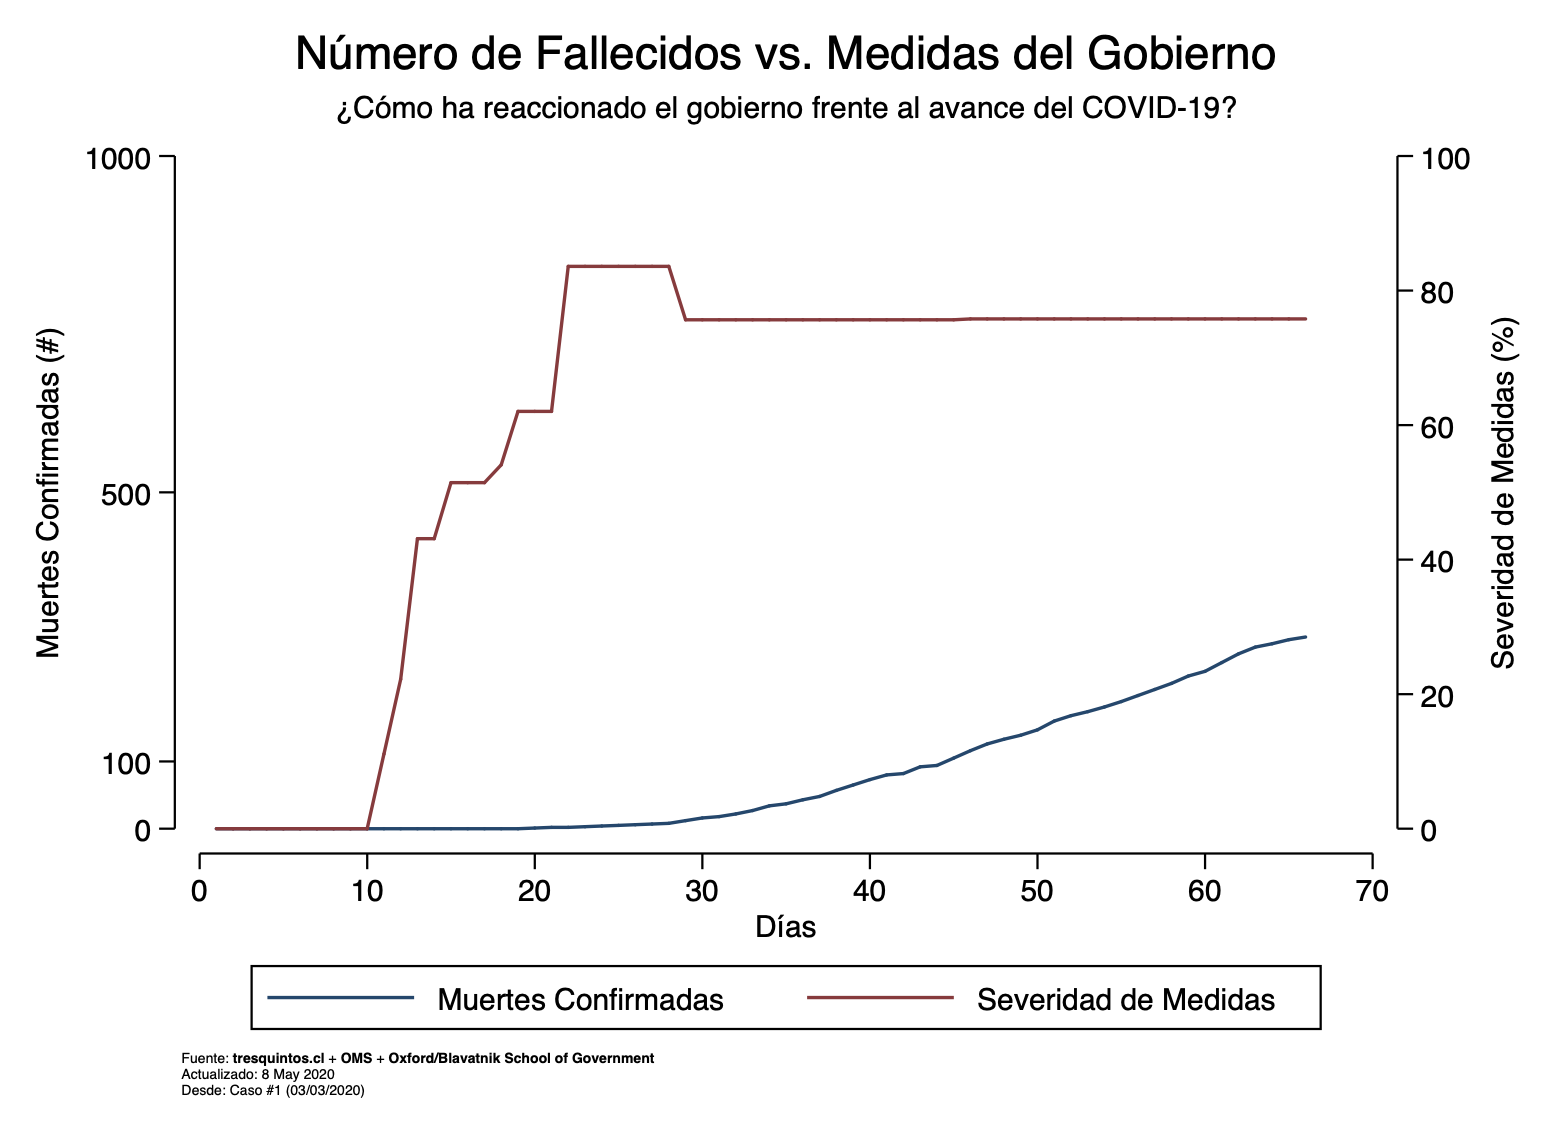 Número de Fallecidos vs. Medidas del Gobierno
¿Cómo ha reaccionado el gobierno frente al avance del COVID-19?
Muertes Confirmadas (#)
1000
500
100
0
100
80
60
40
20
0
Severidad de Medidas (%)
0 10 20 30 40 50 60 70
Días
Muertes Confirmadas Severidad de Medidas
Fuente: tresquintos.cl + OMS + Oxford/Blavatnik School of Government
Actualizado: 8 May 2020
Desde: Caso #1 (03/03/2020)